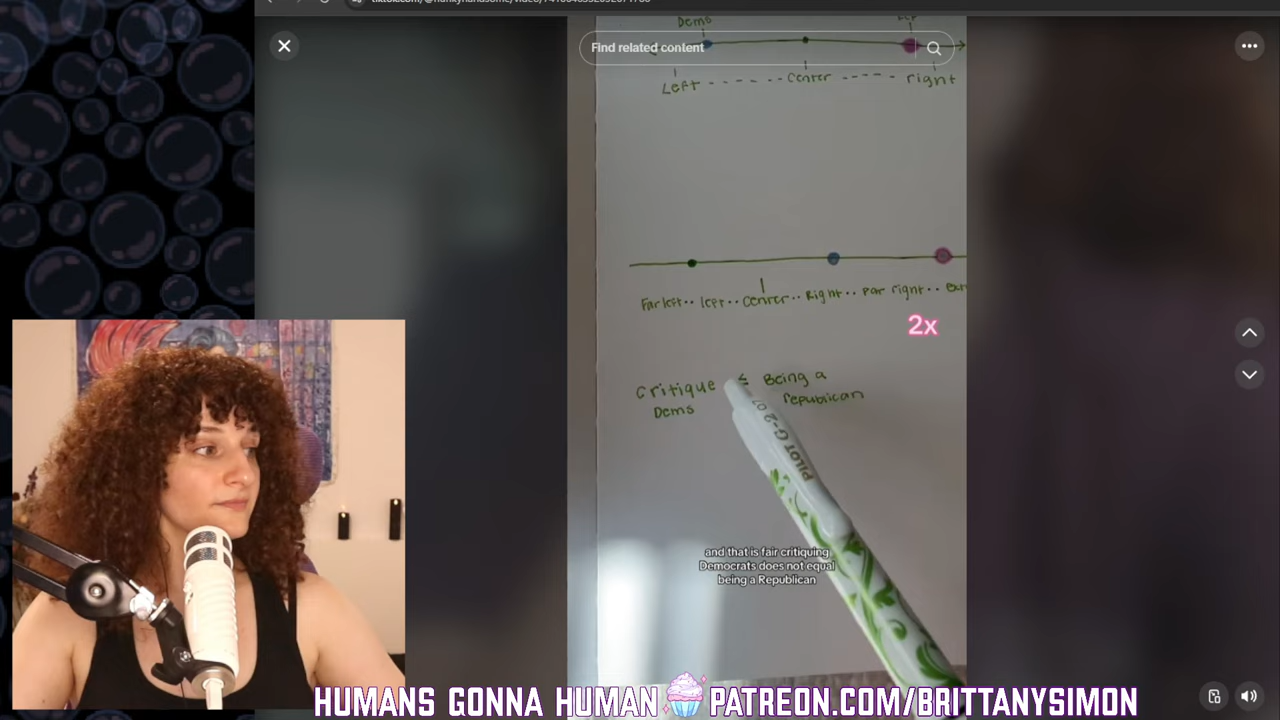 Dems
Find related content
Left Center right
Far left.. left.. Center.. Right.. Far right..
2x
Critique ≠ Being a
Dems republican
PILOT G-2 07
and that is fair critiquing
Democrats does not equal
being a Republican
HUMANS GONNA HUMAN PATREON.COM/BRITTANYSIMON